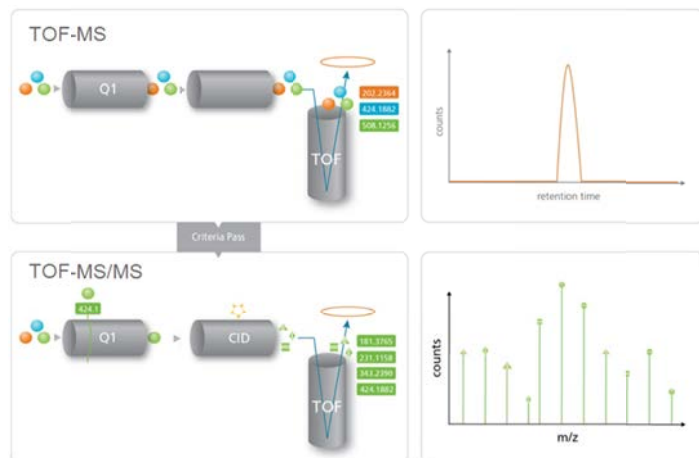 TOF-MS
Q1
202.2364
424.1882
508.1256
TOF
counts
retention time
Criteria Pass
TOF-MS/MS
424.1
Q1
CID
181.3765
231.1158
343.2390
424.1882
TOF
counts
m/z